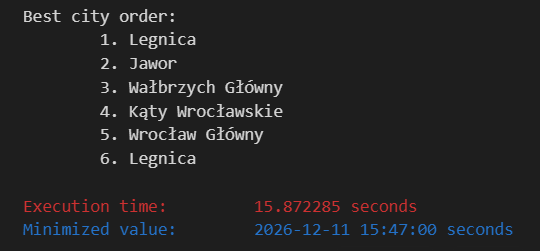 Best city order:
1. Legnica
2. Jawor
3. Wałbrzych Główny
4. Kąty Wrocławskie
5. Wrocław Główny
6. Legnica
Execution time: 15.872285 seconds
Minimized value: 2026-12-11 15:47:00 seconds